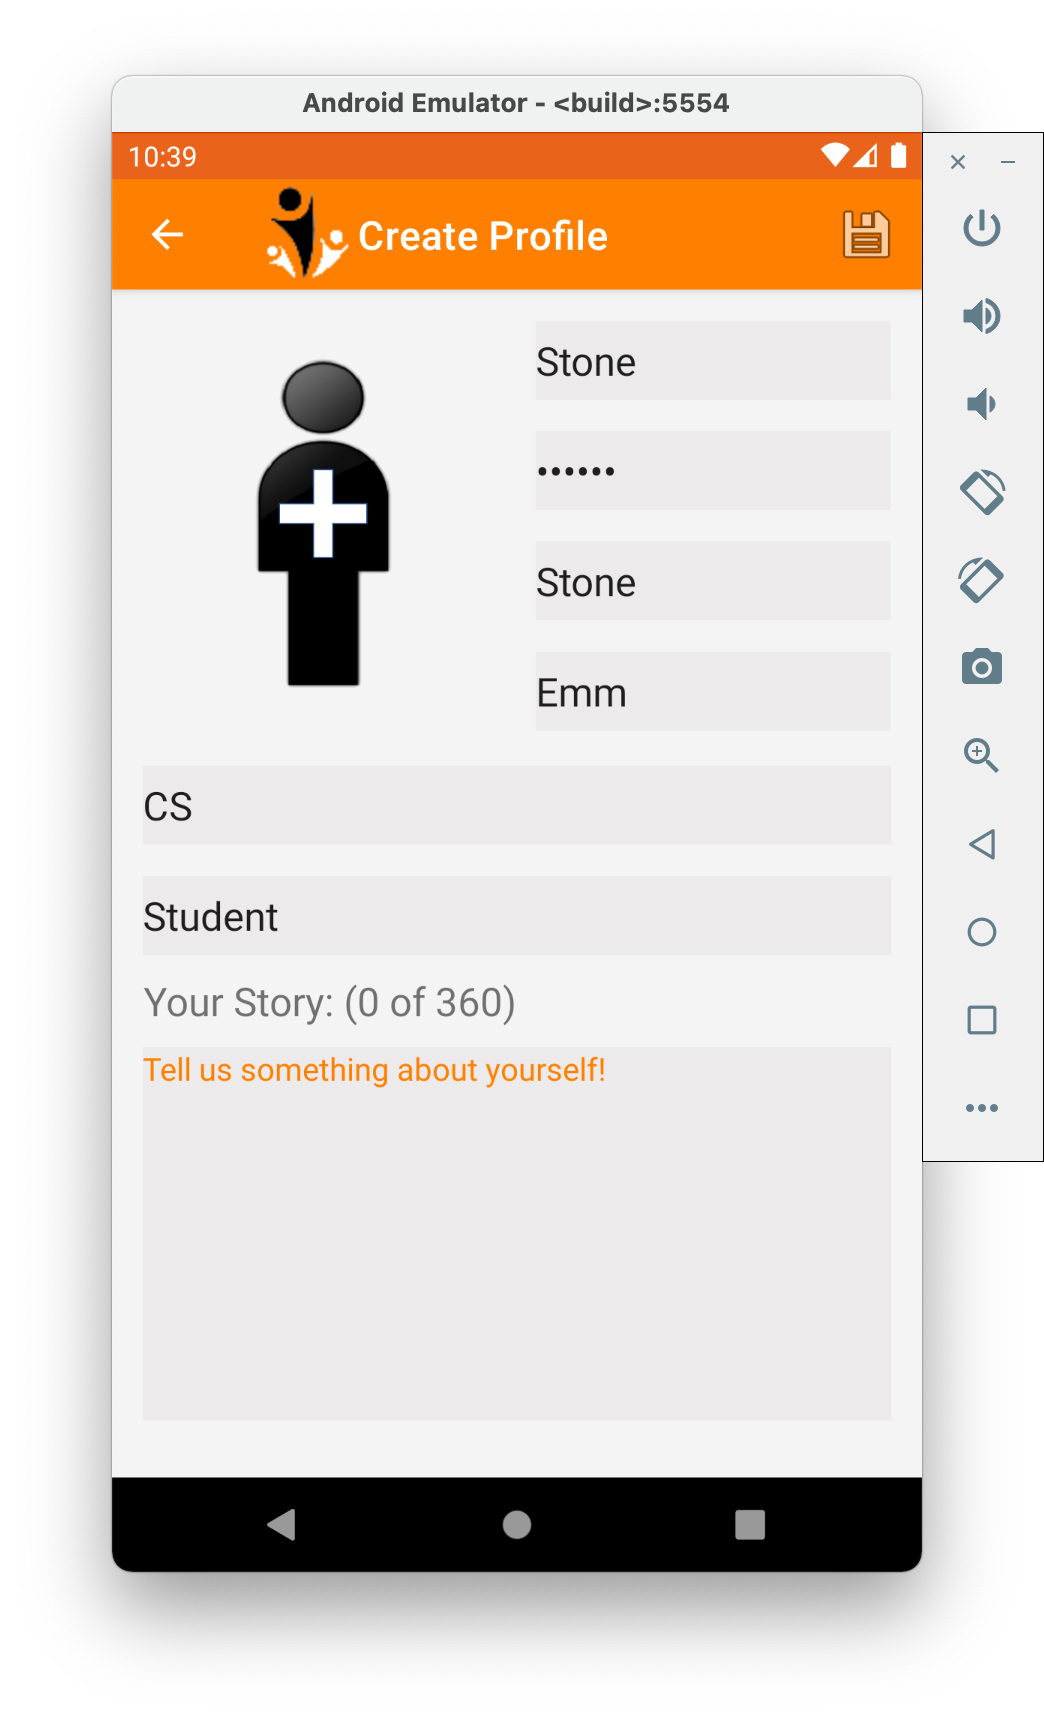 Android Emulator - <build>:5554
10:39
Create Profile
Stone
••••••
Stone
Emm
CS
Student
Your Story: (0 of 360)
Tell us something about yourself!